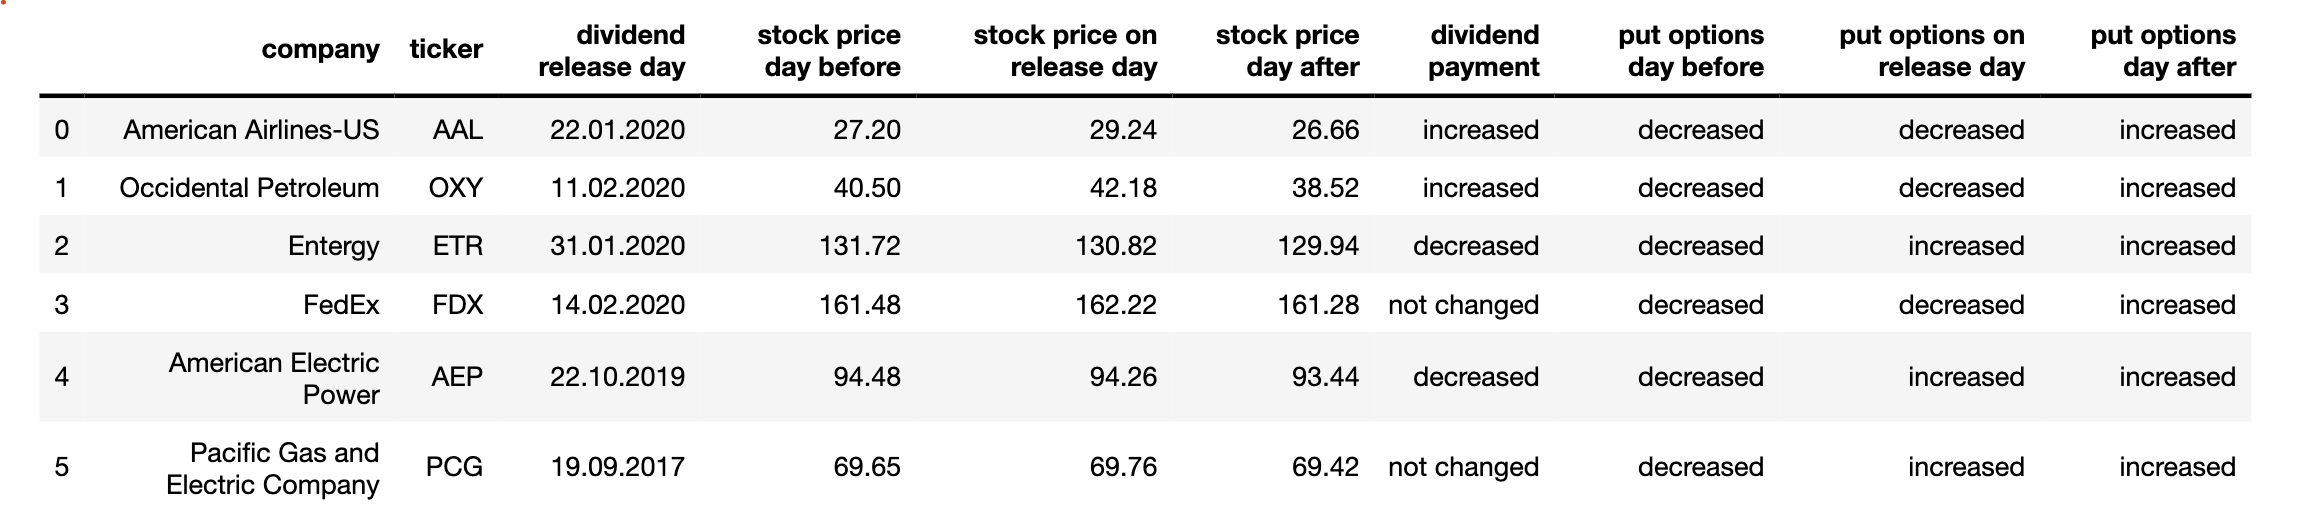 company ticker dividend release day stock price day before stock price on release day stock price day after dividend payment put options day before put options on release day put options day after
0 American Airlines-US AAL 22.01.2020 27.20 29.24 26.66 increased decreased decreased increased
1 Occidental Petroleum OXY 11.02.2020 40.50 42.18 38.52 increased decreased decreased increased
2 Entergy ETR 31.01.2020 131.72 130.82 129.94 decreased decreased increased increased
3 FedEx FDX 14.02.2020 161.48 162.22 161.28 not changed decreased decreased increased
4 American Electric Power AEP 22.10.2019 94.48 94.26 93.44 decreased decreased increased increased
5 Pacific Gas and Electric Company PCG 19.09.2017 69.65 69.76 69.42 not changed decreased increased increased